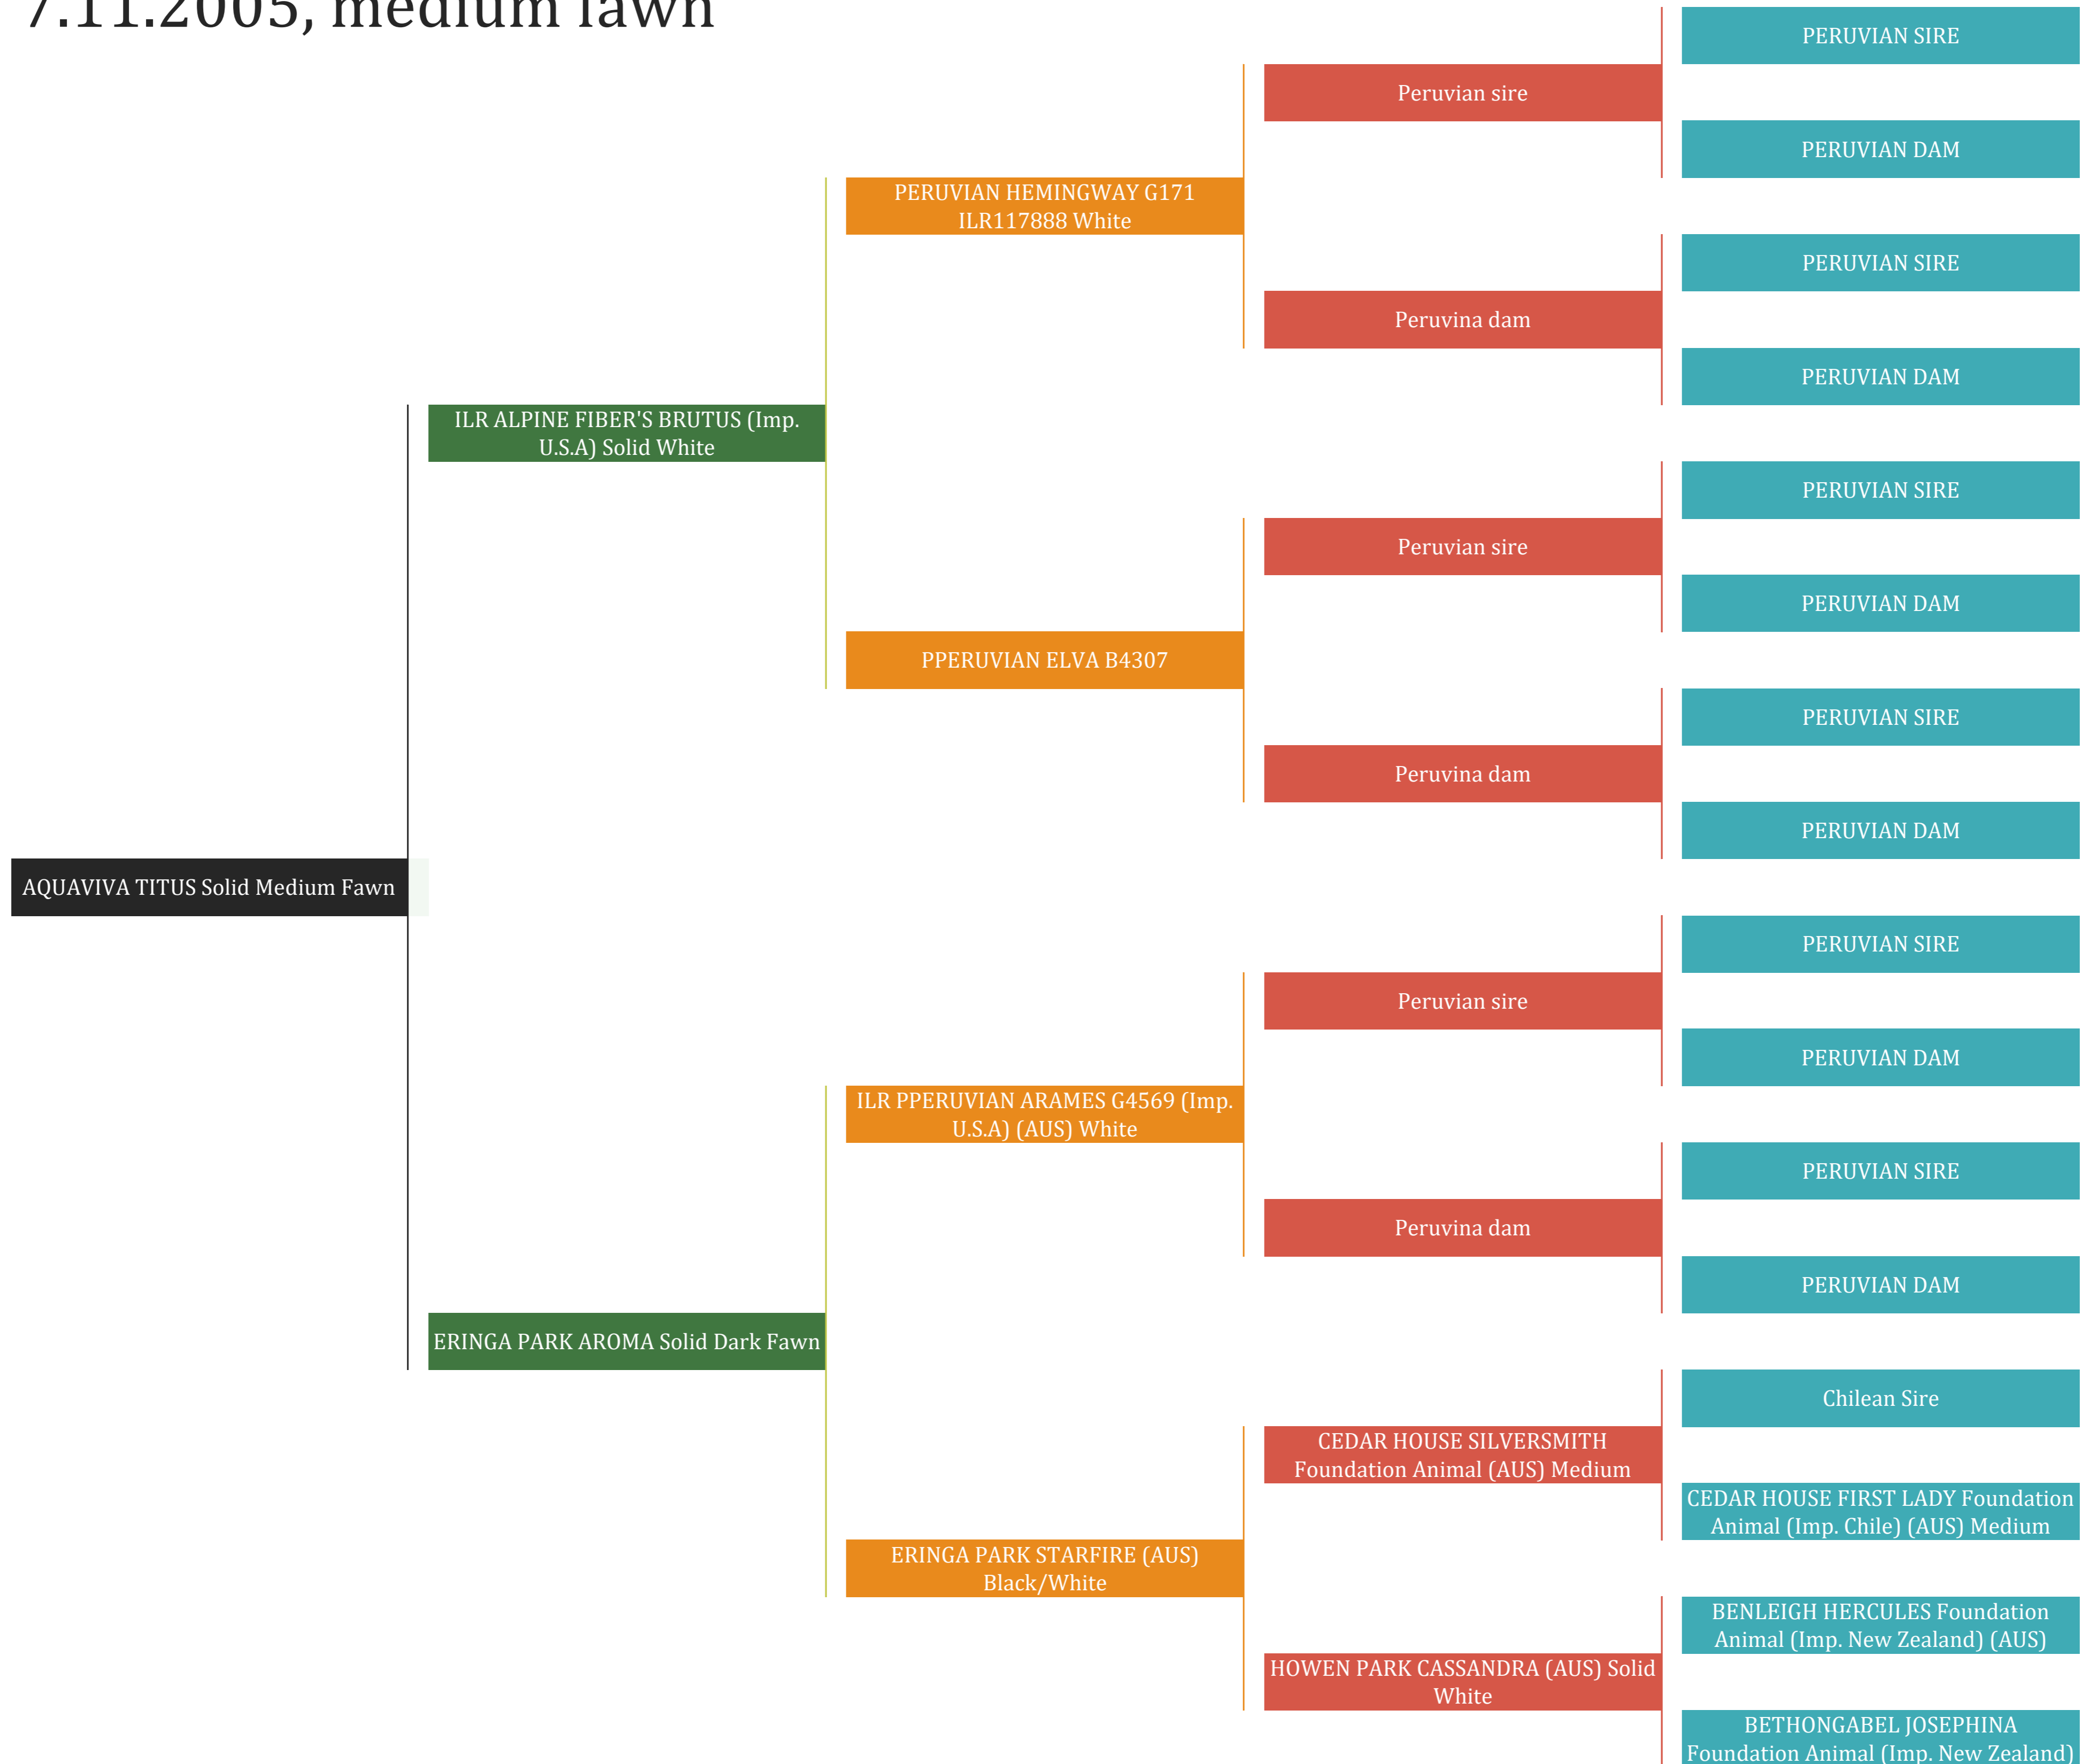 7.11.2005, medium fawn
PERUVIAN SIRE
Peruvian sire
PERUVIAN DAM
PERUVIAN HEMINGWAY G171
ILR117888 White
PERUVIAN SIRE
Peruvina dam
PERUVIAN DAM
ILR ALPINE FIBER'S BRUTUS (Imp.
U.S.A) Solid White
PERUVIAN SIRE
Peruvian sire
PERUVIAN DAM
PPERUVIAN ELVA B4307
PERUVIAN SIRE
Peruvina dam
PERUVIAN DAM
AQUAVIVA TITUS Solid Medium Fawn
PERUVIAN SIRE
Peruvian sire
PERUVIAN DAM
ILR PPERUVIAN ARAMES G4569 (Imp.
U.S.A) (AUS) White
PERUVIAN SIRE
Peruvina dam
PERUVIAN DAM
ERINGA PARK AROMA Solid Dark Fawn
Chilean Sire
CEDAR HOUSE SILVERSMITH
Foundation Animal (AUS) Medium
CEDAR HOUSE FIRST LADY Foundation
Animal (Imp. Chile) (AUS) Medium
ERINGA PARK STARFIRE (AUS)
Black/White
BENLEIGH HERCULES Foundation
Animal (Imp. New Zealand) (AUS)
HOWEN PARK CASSANDRA (AUS) Solid
White
BETHONGABEL JOSEPHINA
Foundation Animal (Imp. New Zealand)